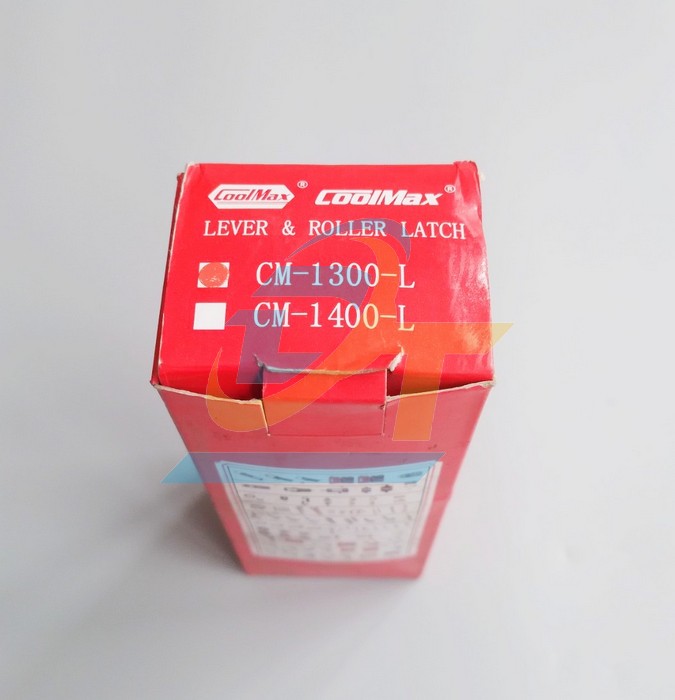 CoolMax® CoolMax®
LEVER & ROLLER LATCH
CM-1300-L
CM-1400-L